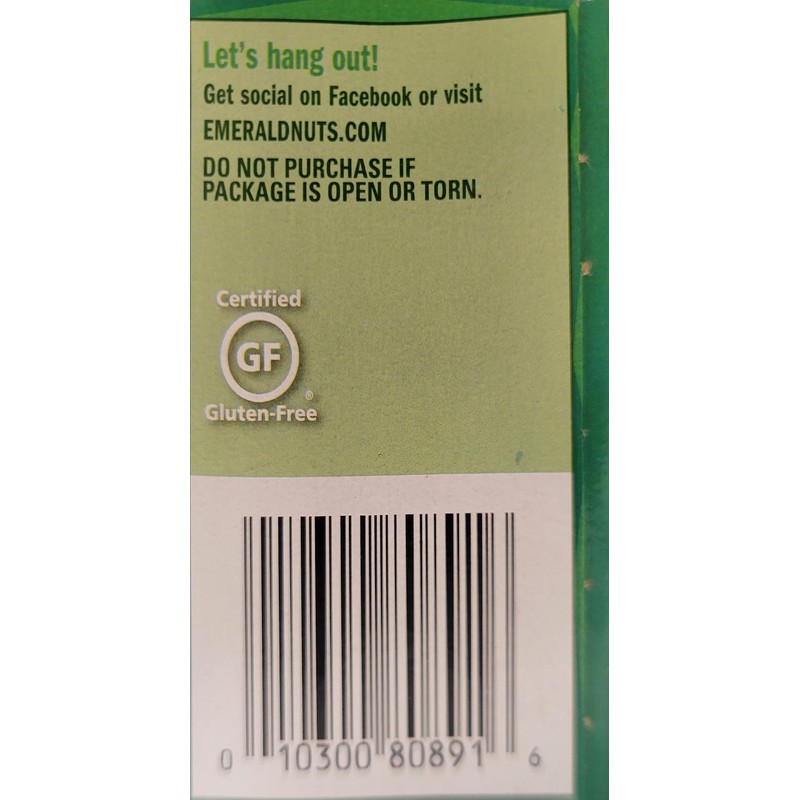 Let's hang out!
Get social on Facebook or visit
EMERALDNUTS.COM
DO NOT PURCHASE IF
PACKAGE IS OPEN OR TORN.
Certified
GF
®
Gluten-Free
0 10300 80891 6